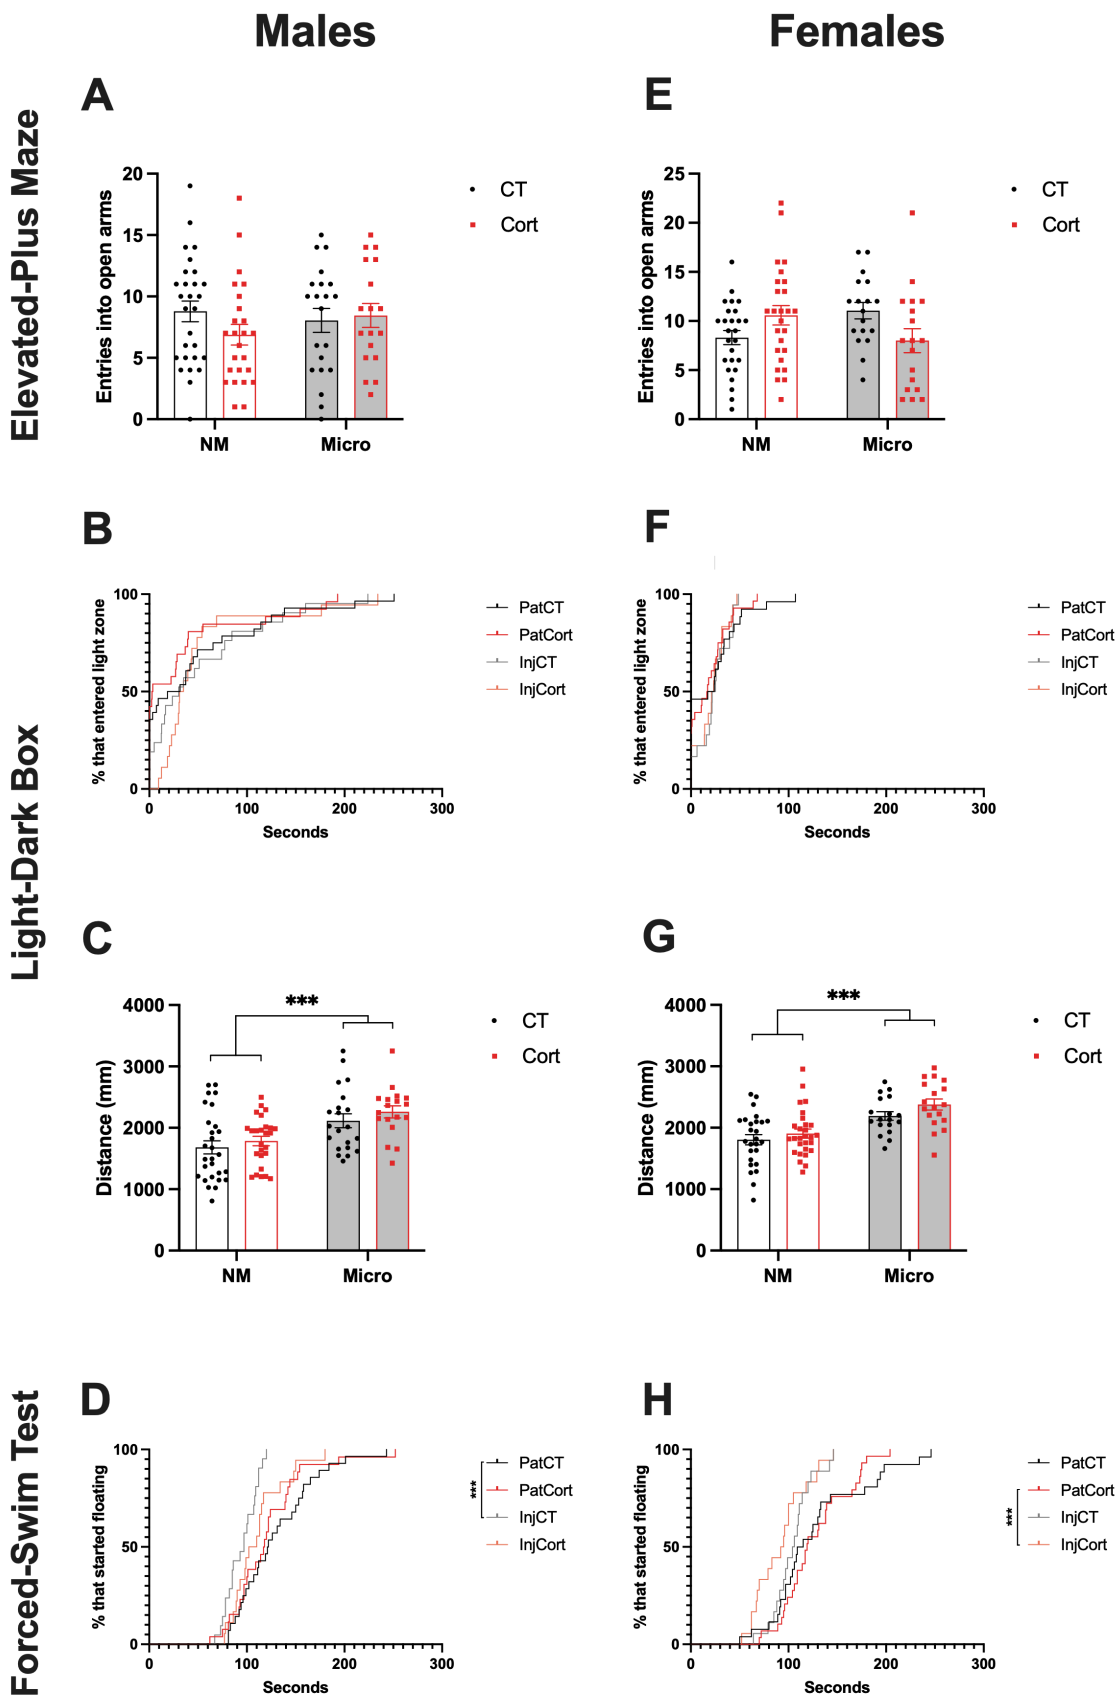 Males
Females
Elevated-Plus Maze
A
Entries into open arms
20
15
10
5
0
NM
Micro
CT
Cort
E
Entries into open arms
25
20
15
10
5
0
NM
Micro
CT
Cort
Light-Dark Box
B
% that entered light zone
100
50
0
0
100
200
300
Seconds
PatCT
PatCort
InjCT
InjCort
F
% that entered light zone
100
50
0
0
100
200
300
Seconds
PatCT
PatCort
InjCT
InjCort
C
Distance (mm)
4000
3000
2000
1000
0
***
NM
Micro
CT
Cort
G
Distance (mm)
4000
3000
2000
1000
0
***
NM
Micro
CT
Cort
Forced-Swim Test
D
% that started floating
100
50
0
0
100
200
300
Seconds
***
PatCT
PatCort
InjCT
InjCort
H
% that started floating
100
50
0
0
100
200
300
Seconds
***
PatCT
PatCort
InjCT
InjCort